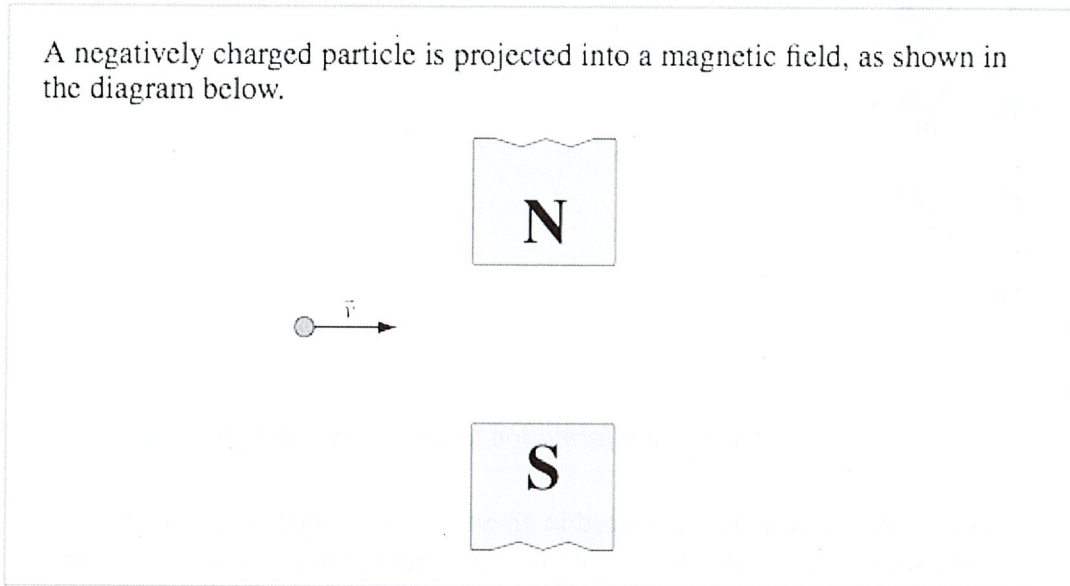 A negatively charged particle is projected into a magnetic field, as shown in
the diagram below.
N
v⃗
S